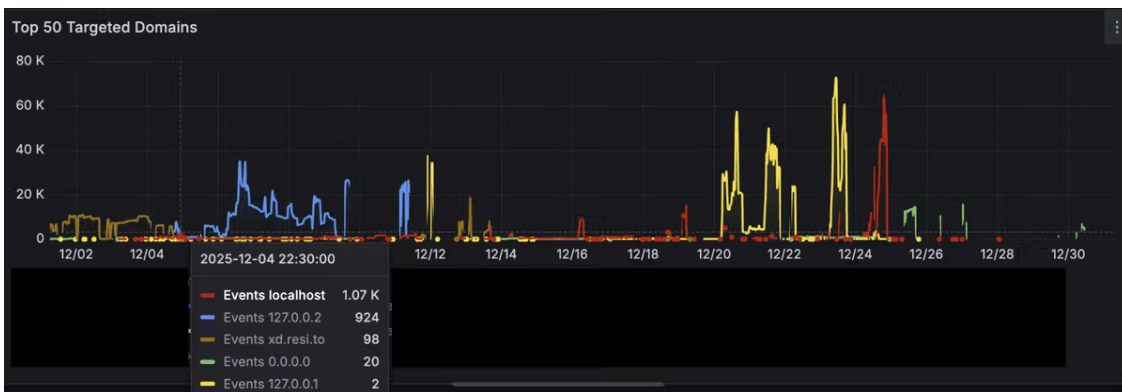 Top 50 Targeted Domains
80 K
60 K
40 K
20 K
0
12/02 12/04 12/12 12/14 12/16 12/18 12/20 12/22 12/24 12/26 12/28 12/30
2025-12-04 22:30:00
Events localhost 1.07 K
Events 127.0.0.2 924
Events xd.resi.to 98
Events 0.0.0.0 20
Events 127.0.0.1 2